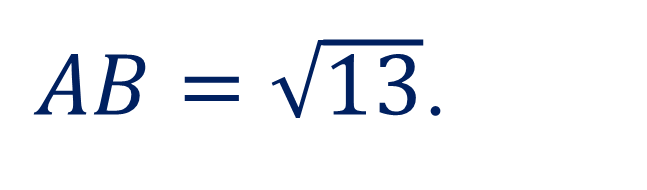 AB = √13.